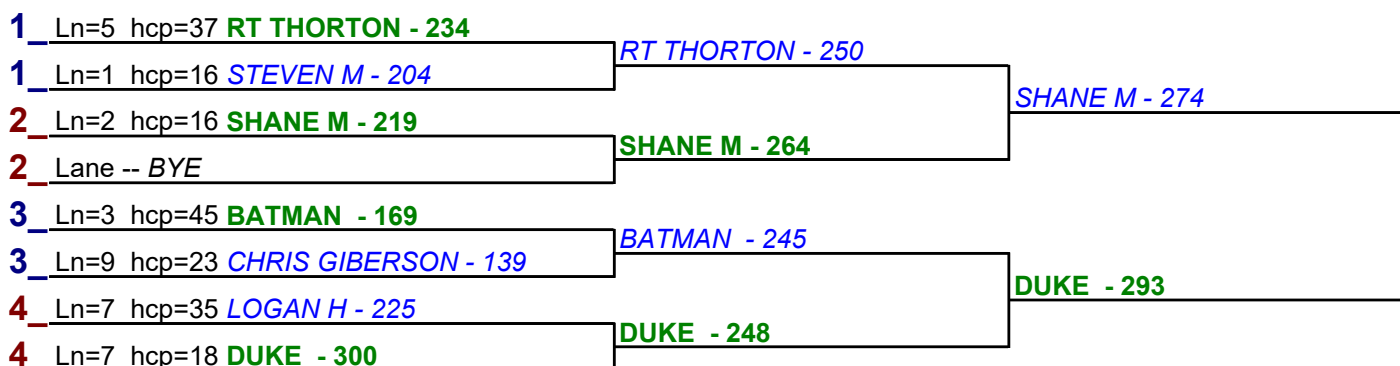 1_ Ln=5 hcp=37 RT THORTON - 234
RT THORTON - 250
1_ Ln=1 hcp=16 STEVEN M - 204
SHANE M - 274
2_ Ln=2 hcp=16 SHANE M - 219
SHANE M - 264
2_ Lane -- BYE
3_ Ln=3 hcp=45 BATMAN - 169
BATMAN - 245
3_ Ln=9 hcp=23 CHRIS GIBERSON - 139
DUKE - 293
4_ Ln=7 hcp=35 LOGAN H - 225
DUKE - 248
4 Ln=7 hcp=18 DUKE - 300